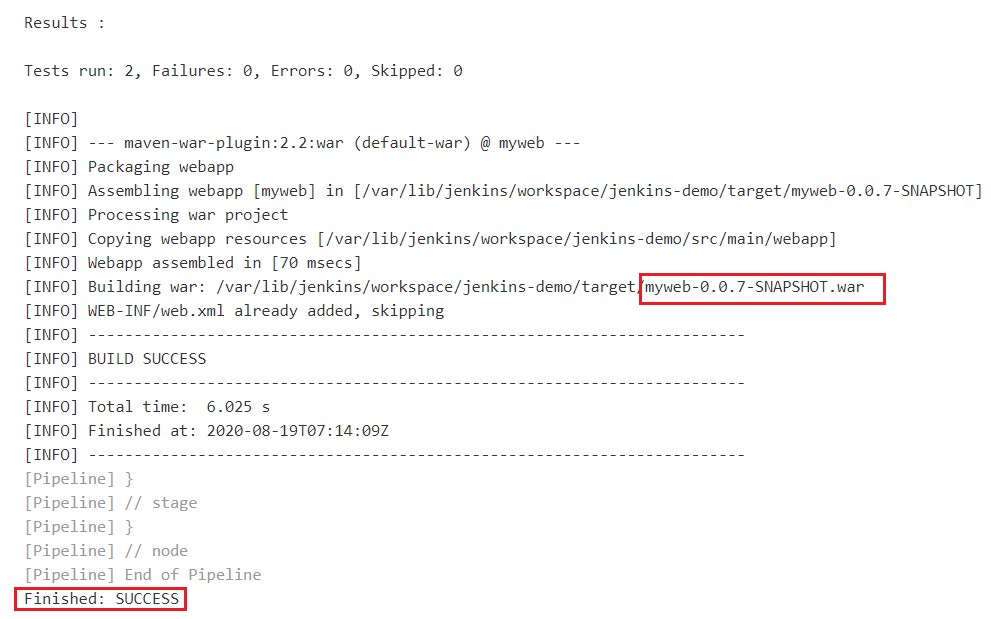 Results :
Tests run: 2, Failures: 0, Errors: 0, Skipped: 0
[INFO]
[INFO] --- maven-war-plugin:2.2:war (default-war) @ myweb ---
[INFO] Packaging webapp
[INFO] Assembling webapp [myweb] in [/var/lib/jenkins/workspace/jenkins-demo/target/myweb-0.0.7-SNAPSHOT]
[INFO] Processing war project
[INFO] Copying webapp resources [/var/lib/jenkins/workspace/jenkins-demo/src/main/webapp]
[INFO] Webapp assembled in [70 msecs]
[INFO] Building war: /var/lib/jenkins/workspace/jenkins-demo/target/myweb-0.0.7-SNAPSHOT.war
[INFO] WEB-INF/web.xml already added, skipping
[INFO] ------------------------------------------------------------------------
[INFO] BUILD SUCCESS
[INFO] ------------------------------------------------------------------------
[INFO] Total time:  6.025 s
[INFO] Finished at: 2020-08-19T07:14:09Z
[INFO] ------------------------------------------------------------------------
[Pipeline] }
[Pipeline] // stage
[Pipeline] }
[Pipeline] // node
[Pipeline] End of Pipeline
Finished: SUCCESS